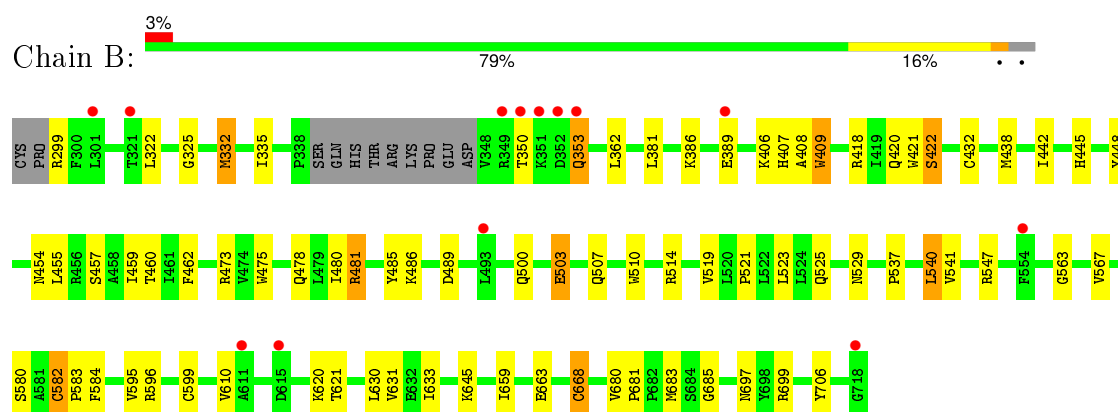 3%
Chain B:
79% 16% • •
CYS PRO R299 F300 L301 T321 L322 G325 M332 I335 P338 SER GLN HIS THR ARG LYS PRO GLU ASP V348 R349 T350 K351 D352 Q353 L362 L381 K386 E389 K406 H407 A408 W409 R418 I419 Q420 W421 S422 C432 M438 I442 H445 Y448
N454 L455 R456 S457 A458 I459 T460 I461 F462 R473 V474 W475 Q478 L479 I480 R481 Y485 K486 D489 L493 Q500 E503 Q507 W510 R514 V519 L520 P521 L522 L523 L524 Q525 N529 P537 L540 V541 R547 F554 G563 V567
S580 A581 C582 P583 F584 V595 R596 C599 V610 A611 D615 K620 T621 L630 V631 E632 I633 K645 I659 E663 C668 V680 P681 P682 M683 S684 G685 N697 Y698 R699 Y706 G718